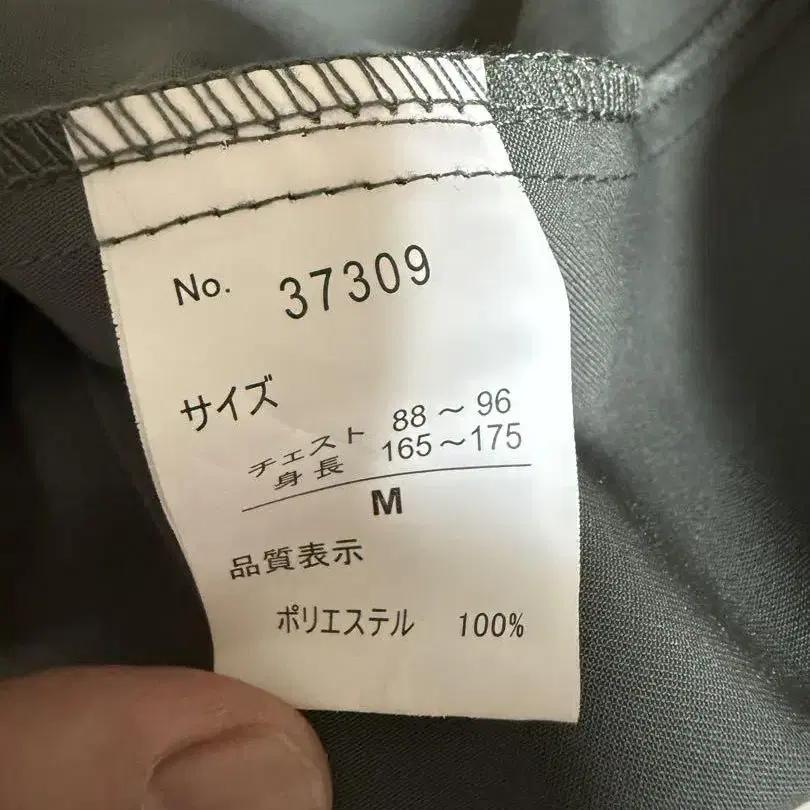 No. 37309
サイズ
チェスト 88～96
身長 165～175
M
品質表示
ポリエステル 100%